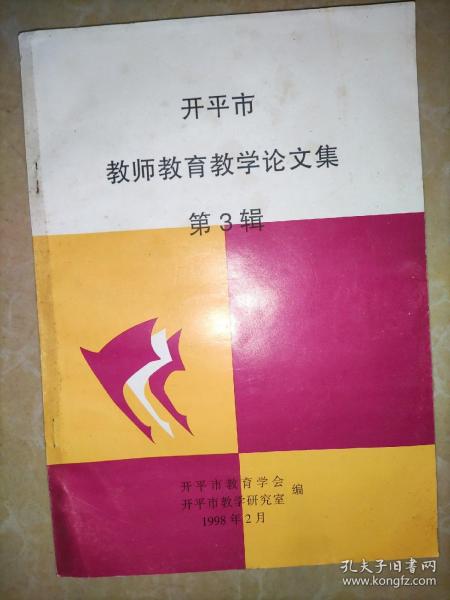 开平市
教师教育教学论文集
第3辑
开平市教育学会
开平市教学研究室 编
1998年2月
孔夫子旧书网
www.kongfz.com